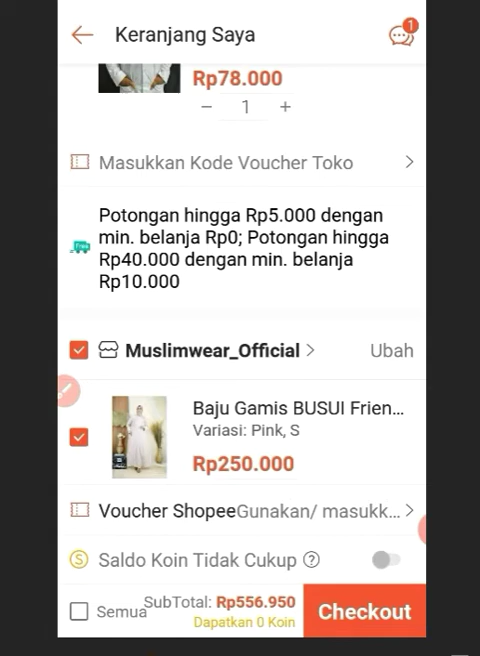 Keranjang Saya
1
Rp78.000
− 1 +
Masukkan Kode Voucher Toko
Potongan hingga Rp5.000 dengan
min. belanja Rp0; Potongan hingga
Rp40.000 dengan min. belanja
Rp10.000
Muslimwear_Official
Ubah
Baju Gamis BUSUI Frien...
Variasi: Pink, S
Rp250.000
Voucher Shopee Gunakan/ masukk...
Saldo Koin Tidak Cukup ?
Semua
SubTotal: Rp556.950
Dapatkan 0 Koin
Checkout